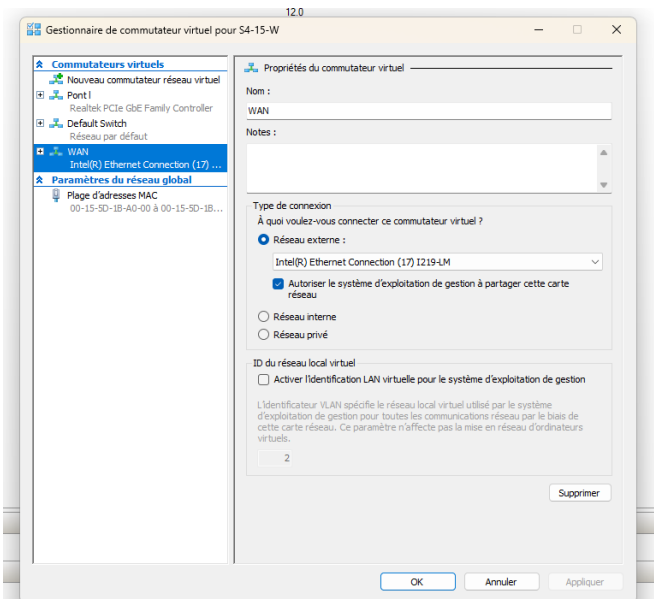 12.0
Gestionnaire de commutateur virtuel pour S4-15-W
Commutateurs virtuels
Nouveau commutateur réseau virtuel
Pont l
Realtek PCIe GbE Family Controller
Default Switch
Réseau par défaut
WAN
Intel(R) Ethernet Connection (17) ...
Paramètres du réseau global
Plage d'adresses MAC
00-15-5D-1B-A0-00 à 00-15-5D-1B...
Propriétés du commutateur virtuel
Nom :
WAN
Notes :
Type de connexion
À quoi voulez-vous connecter ce commutateur virtuel ?
Réseau externe :
Intel(R) Ethernet Connection (17) I219-LM
Autoriser le système d'exploitation de gestion à partager cette carte
réseau
Réseau interne
Réseau privé
ID du réseau local virtuel
Activer l'identification LAN virtuelle pour le système d'exploitation de gestion
L'identificateur VLAN spécifie le réseau local virtuel utilisé par le système
d'exploitation de gestion pour toutes les communications réseau par le biais de
cette carte réseau. Ce paramètre n'affecte pas la mise en réseau d'ordinateurs
virtuels.
2
Supprimer
OK
Annuler
Appliquer